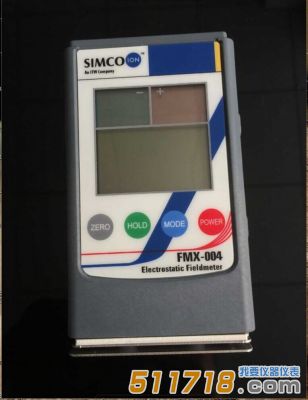 SIMCO ION™
An ITW Company
− +
ZERO HOLD MODE POWER
FMX-004
Electrostatic Fieldmeter
我要仪器仪表
511718.com